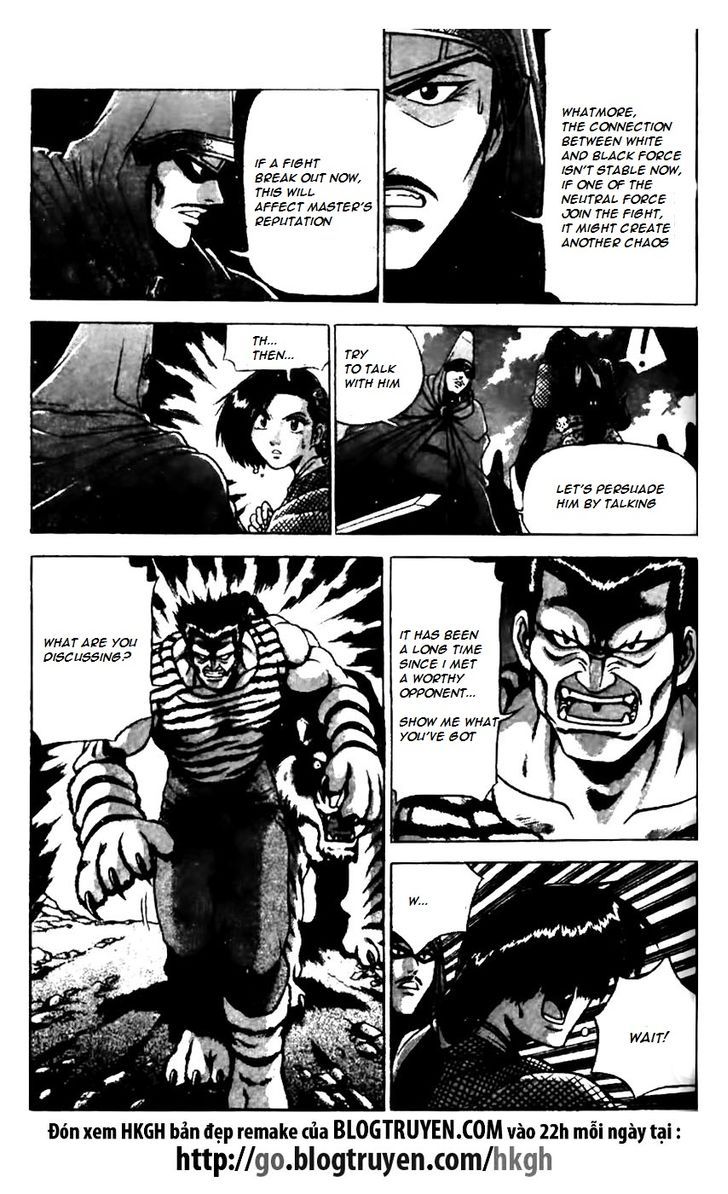 WHATMORE,
THE CONNECTION
BETWEEN WHITE
AND BLACK FORCE
ISN'T STABLE NOW,
IF ONE OF THE
NEUTRAL FORCE
JOIN THE FIGHT,
IT MIGHT CREATE
ANOTHER CHAOS
IF A FIGHT
BREAK OUT NOW,
THIS WILL
AFFECT MASTER'S
REPUTATION
!
TRY
TO TALK
WITH HIM
LET'S PERSUADE
HIM BY TALKING
TH...
THEN...
IT HAS BEEN
A LONG TIME
SINCE I MET
A WORTHY
OPPONENT...
SHOW ME WHAT
YOU'VE GOT
WHAT ARE YOU
DISCUSSING?
W...
WAIT!
Đón xem HKGH bản đẹp remake của BLOGTRUYEN.COM vào 22h mỗi ngày tại :
http://go.blogtruyen.com/hkgh